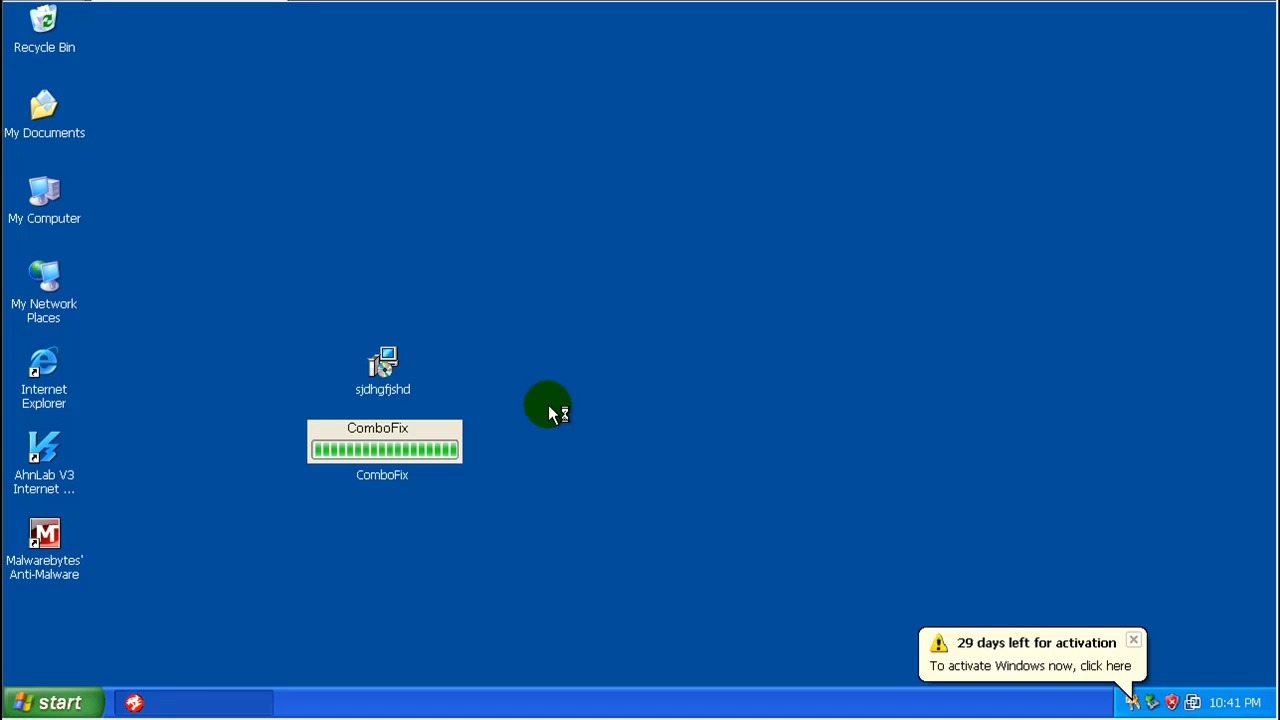 Recycle Bin
My Documents
My Computer
My Network
Places
Internet
Explorer
AhnLab V3
Internet ...
Malwarebytes'
Anti-Malware
sjdhgfjshd
ComboFix
ComboFix
29 days left for activation
To activate Windows now, click here
start
10:41 PM